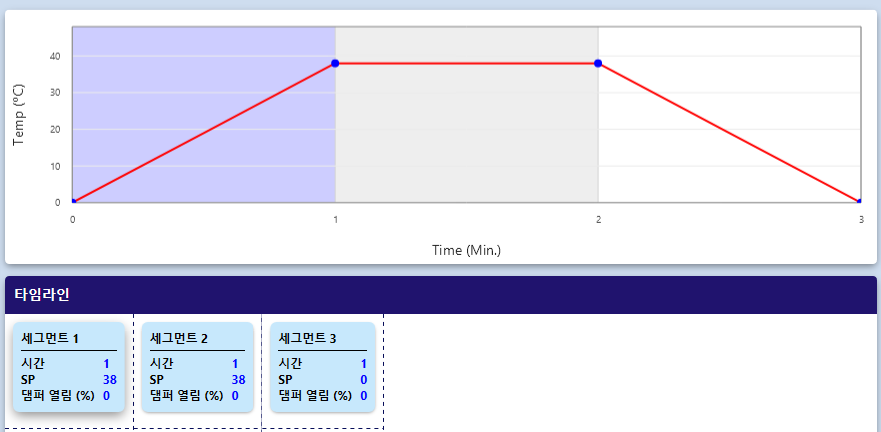 Temp (°C)
40
30
20
10
0
0 1 2 3
Time (Min.)
타임라인
세그먼트 1 세그먼트 2 세그먼트 3
시간 1 시간 1 시간 1
SP 38 SP 38 SP 0
댐퍼 열림 (%) 0 댐퍼 열림 (%) 0 댐퍼 열림 (%) 0